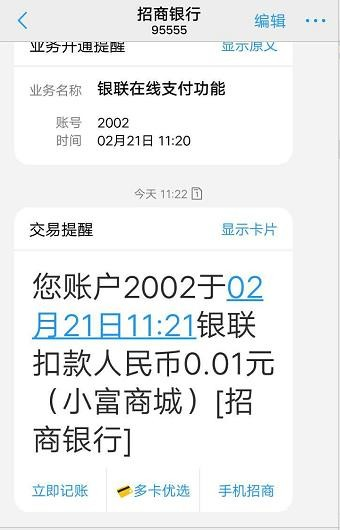 招商银行
95555
编辑
业务开通提醒 显示原文
业务名称 银联在线支付功能
账号 2002
时间 02月21日 11:20
今天 11:22 1
交易提醒 显示卡片
您账户2002于02
月21日11:21银联
扣款人民币0.01元
（小富商城）[招
商银行]
立即记账 多卡优选 手机招商